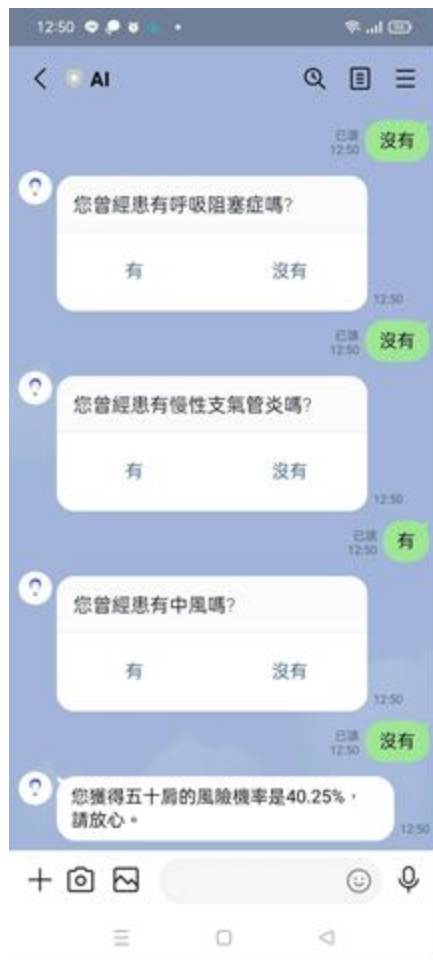 12:50
AI
已讀
12:50
沒有
您曾經患有呼吸阻塞症嗎?
有
沒有
12:50
已讀
12:50
沒有
您曾經患有慢性支氣管炎嗎?
有
沒有
12:50
已讀
12:50
有
您曾經患有中風嗎?
有
沒有
12:50
已讀
12:50
沒有
您獲得五十肩的風險機率是40.25%，
請放心。
12:50